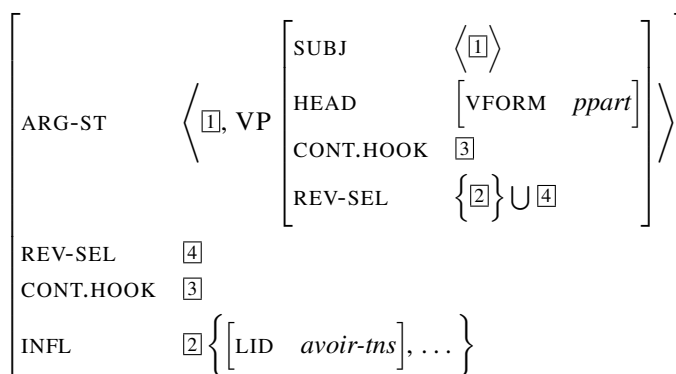 SUBJ ⟨[1]⟩
HEAD [VFORM ppart]
ARG-ST ⟨[1], VP
CONT.HOOK [3]
REV-SEL {[2]} ∪ [4]⟩
REV-SEL [4]
CONT.HOOK [3]
INFL [2]{[LID avoir-tns], ...}